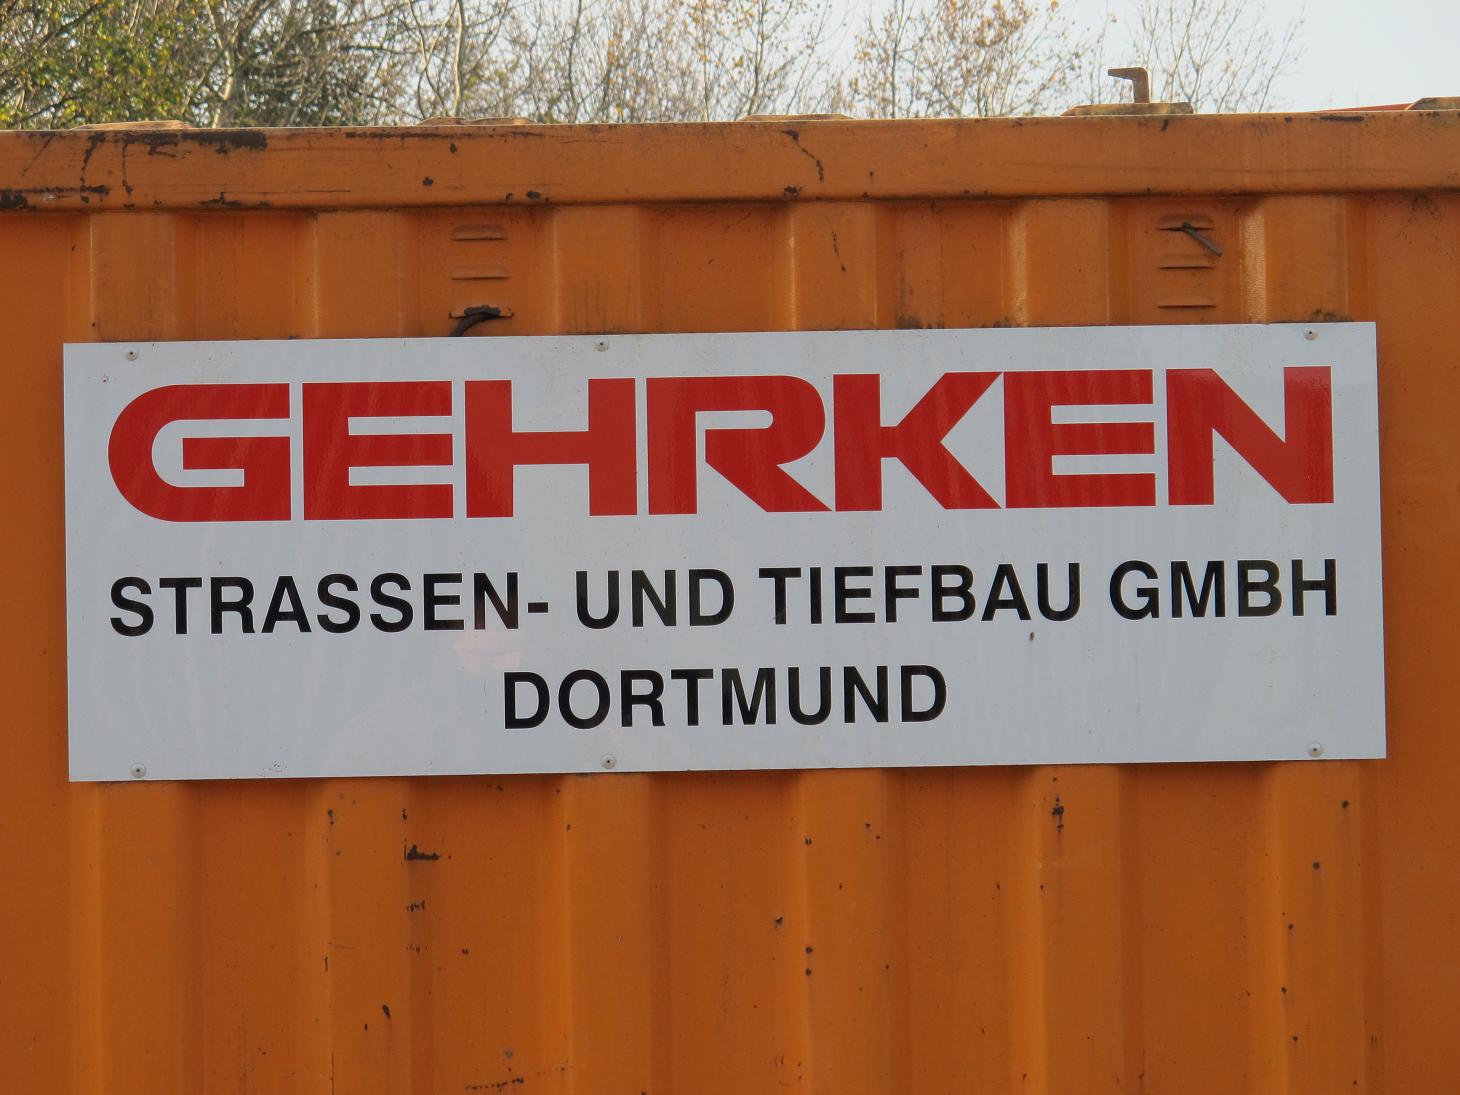 GEHRKEN
STRASSEN- UND TIEFBAU GMBH
DORTMUND